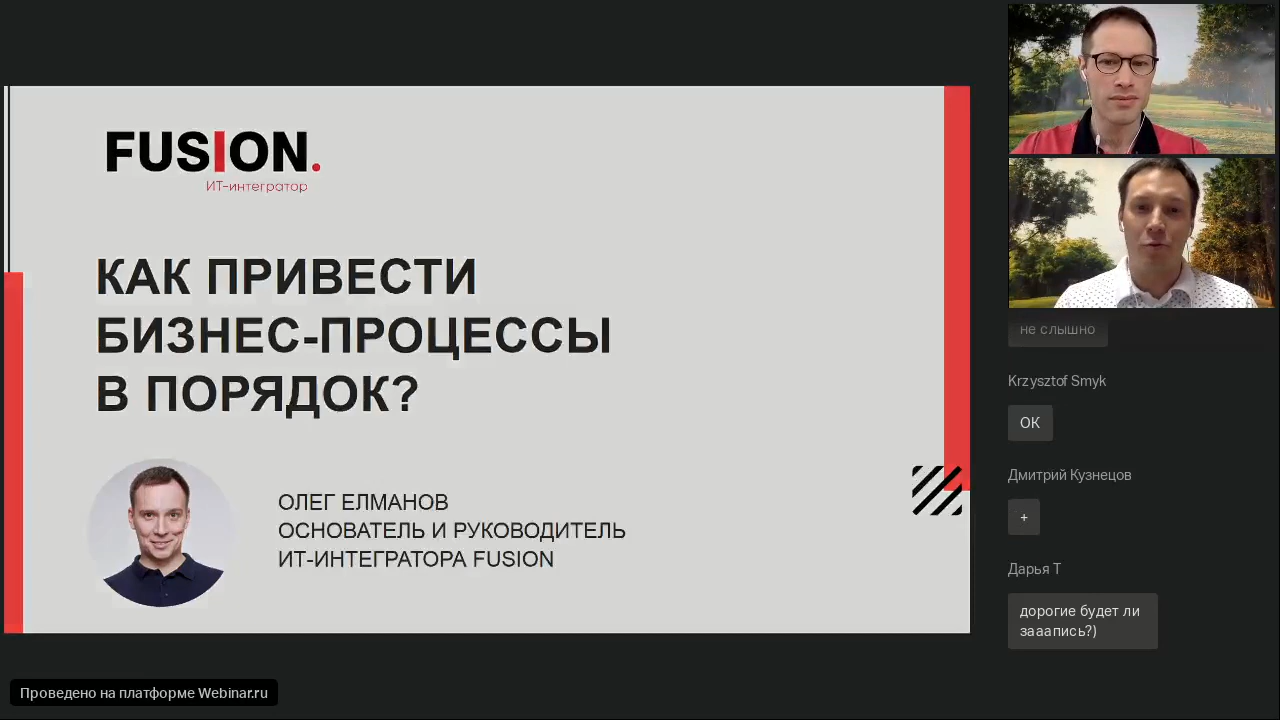 FUSION.
ИТ-интегратор
КАК ПРИВЕСТИ
БИЗНЕС-ПРОЦЕССЫ
В ПОРЯДОК?
ОЛЕГ ЕЛМАНОВ
ОСНОВАТЕЛЬ И РУКОВОДИТЕЛЬ
ИТ-ИНТЕГРАТОРА FUSION
не слышно
Krzysztof Smyk
OK
Дмитрий Кузнецов
+
Дарья Т
дорогие будет ли
зааапись?)
Проведено на платформе Webinar.ru